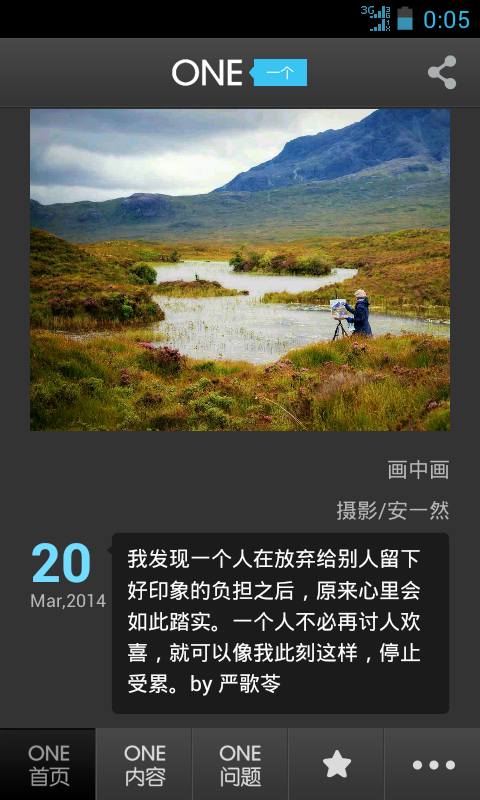 3G 0:05
ONE 一个
画中画
摄影/安一然
20
Mar,2014
我发现一个人在放弃给别人留下
好印象的负担之后，原来心里会
如此踏实。一个人不必再讨人欢
喜，就可以像我此刻这样，停止
受累。by 严歌苓
ONE ONE ONE
首页 内容 问题